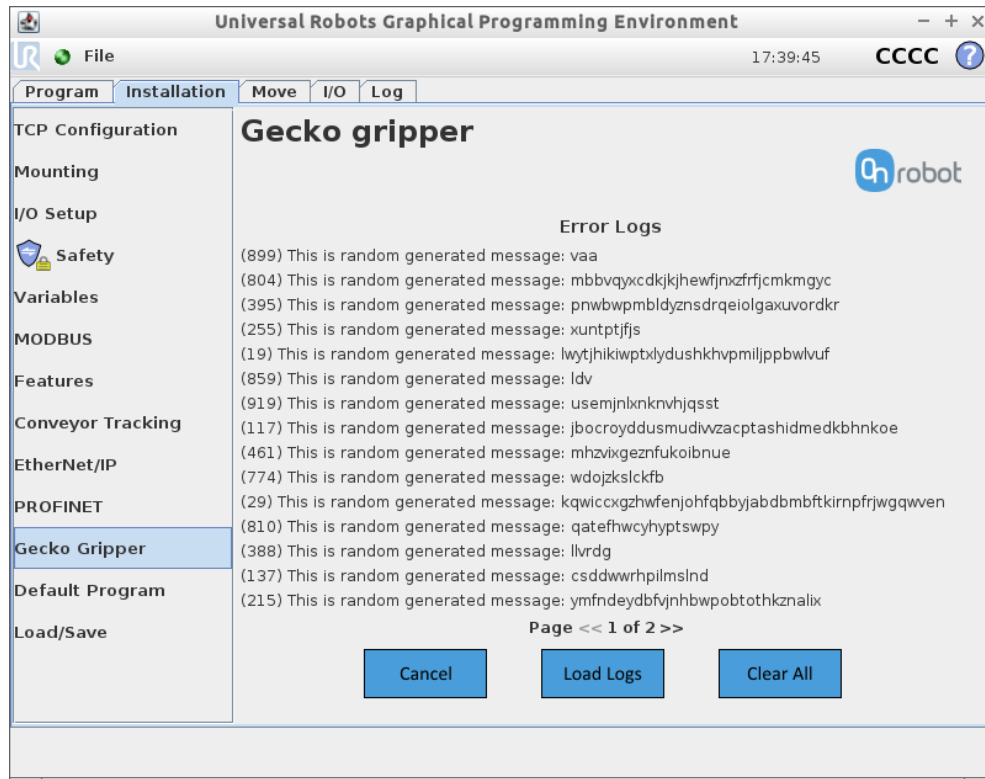 Universal Robots Graphical Programming Environment
File
17:39:45
CCCC
?
Program
Installation
Move
I/O
Log
TCP Configuration
Mounting
I/O Setup
Safety
Variables
MODBUS
Features
Conveyor Tracking
EtherNet/IP
PROFINET
Gecko Gripper
Default Program
Load/Save
Gecko gripper
On robot
Error Logs
(899) This is random generated message: vaa
(804) This is random generated message: mbbvqyxcdkjkjhewfjnxzfrfjcmkmgyc
(395) This is random generated message: pnwbwpmbldyznsdrqeiolgaxuvordkr
(255) This is random generated message: xuntptjfjs
(19) This is random generated message: lwytjhikiwptxlydushkhvpmiljppbwlvuf
(859) This is random generated message: ldv
(919) This is random generated message: usemjnlxnknvhjqsst
(117) This is random generated message: jbocroyddusmudivvzacptashidmedkbhnkoe
(461) This is random generated message: mhzvixgeznfukoibnue
(774) This is random generated message: wdojzkslckfb
(29) This is random generated message: kqwiccxgzhwfenjohfqbbyjabdbmbftkirnpfrjwgqwven
(810) This is random generated message: qatefhwcyhyptswpy
(388) This is random generated message: llvrdg
(137) This is random generated message: csddwwrhpilmslnd
(215) This is random generated message: ymfndeydbfvjnhbwpobtothkznalix
Page << 1 of 2 >>
Cancel
Load Logs
Clear All